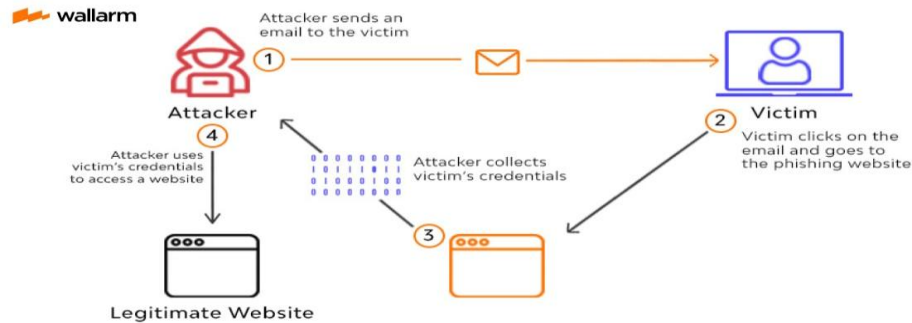 wallarm
Attacker sends an
email to the victim
1
Attacker
Victim
2
Victim clicks on the
email and goes to
the phishing website
4
Attacker uses
victim's credentials
to access a website
Attacker collects
victim's credentials
3
Legitimate Website